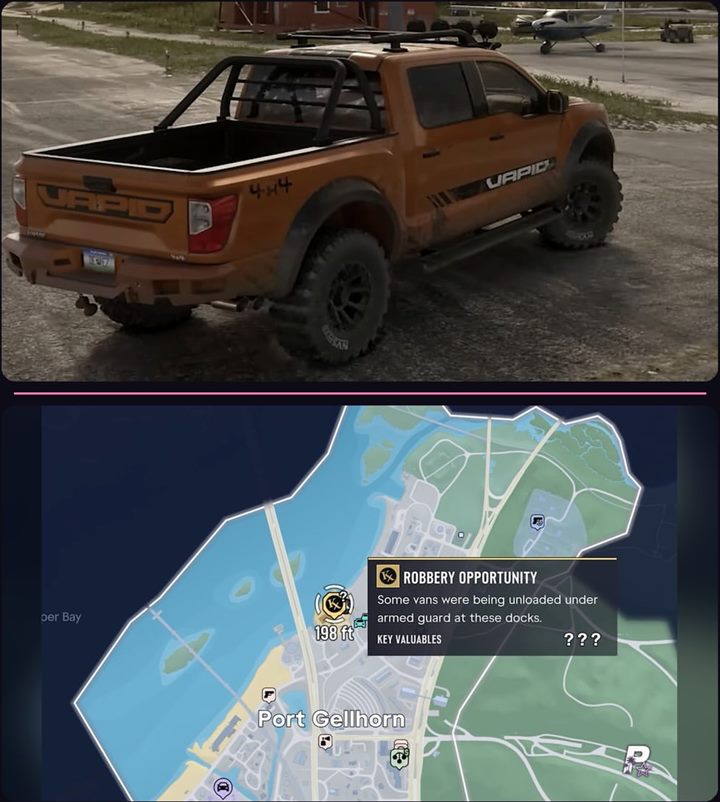 VAPID
4x4
VAPID
per Bay
ROBBERY OPPORTUNITY
Some vans were being unloaded under
armed guard at these docks.
KEY VALUABLES ???
198 ft
Port Gellhorn